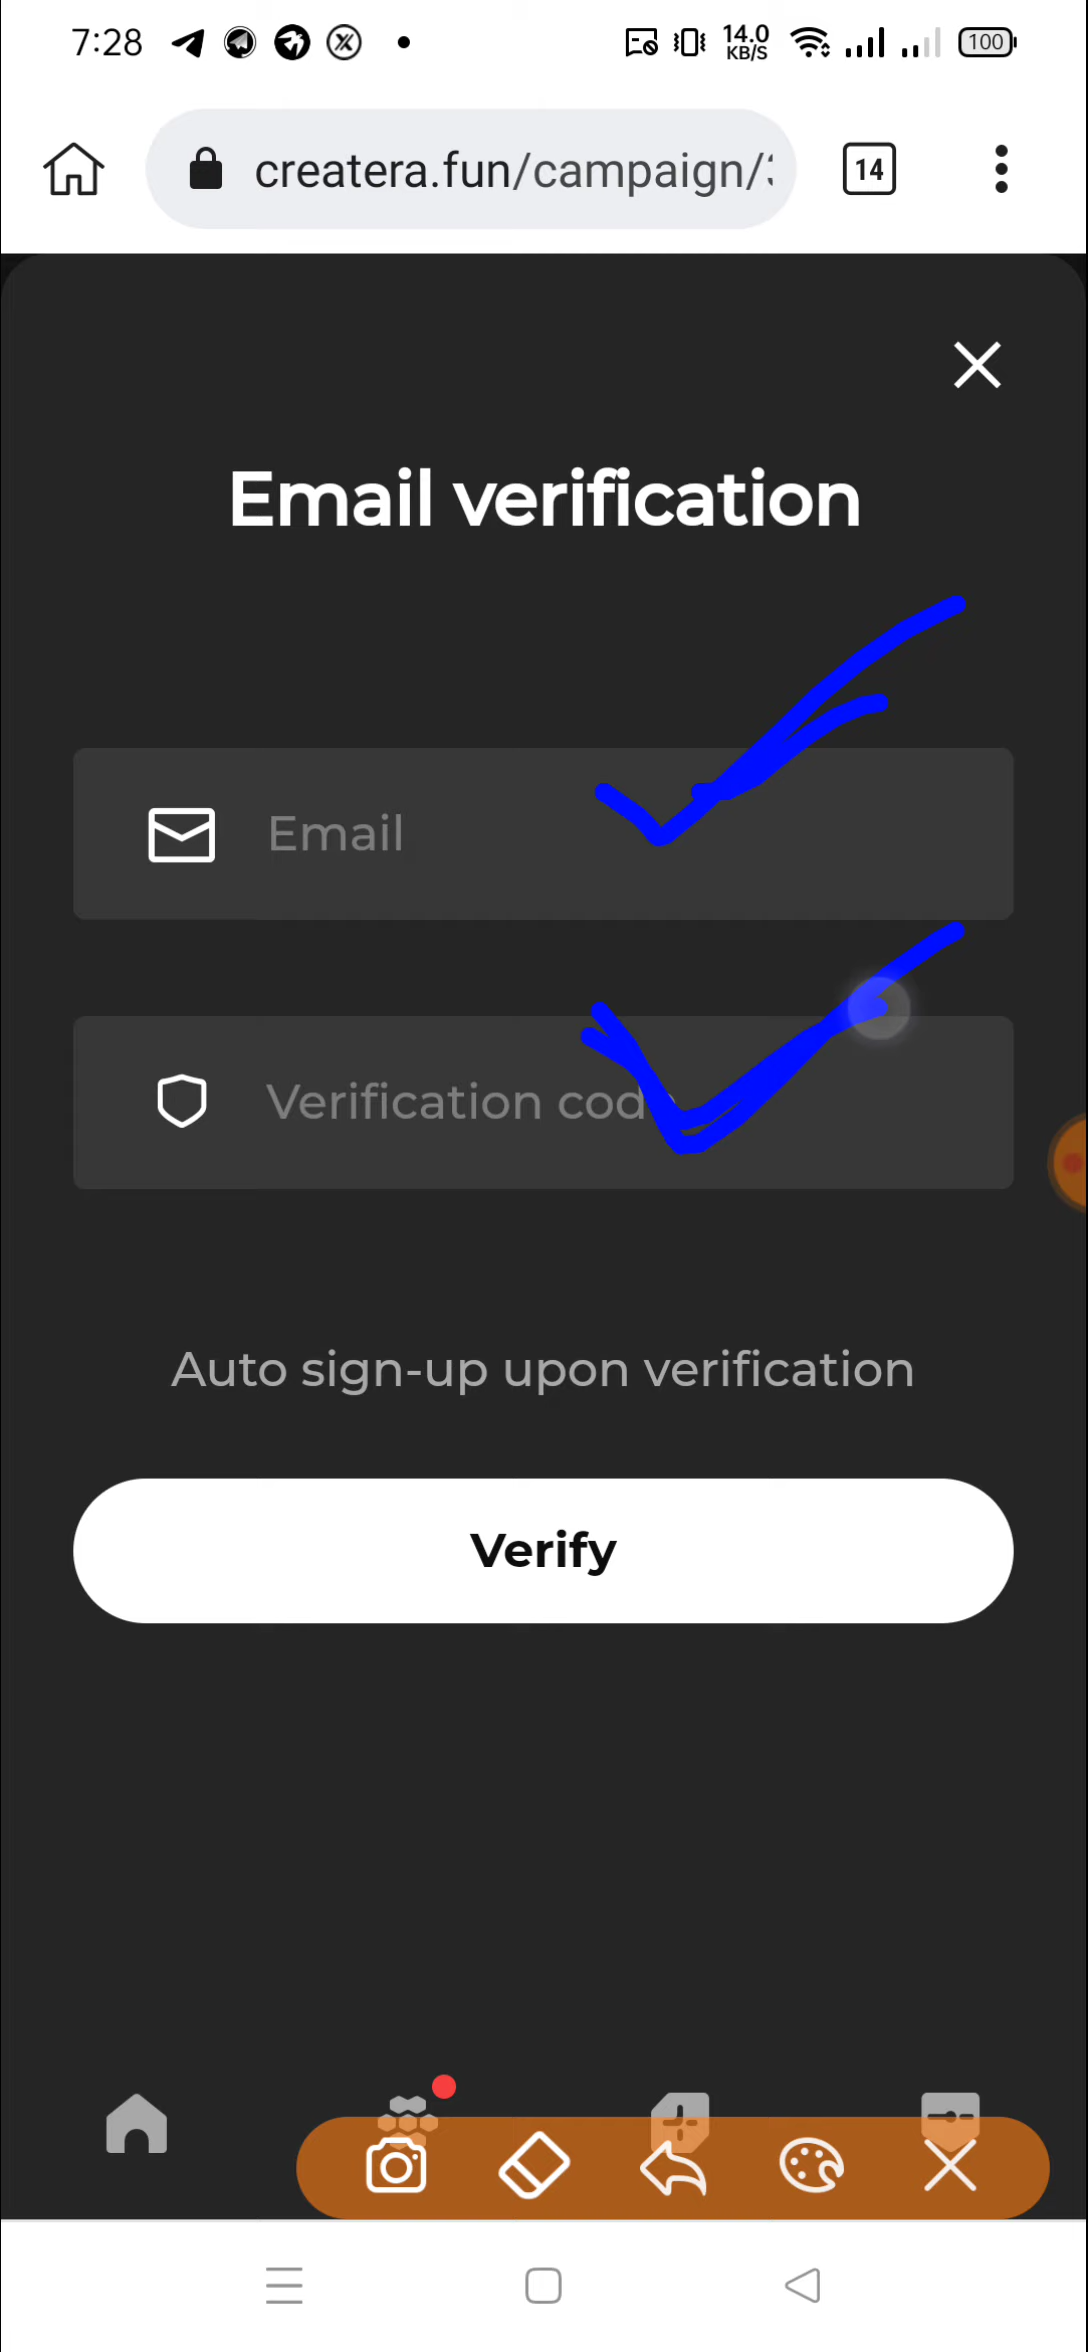 7:28 14.0 KB/S 100
createra.fun/campaign/ 14
Email verification
Email
Verification cod
Auto sign-up upon verification
Verify